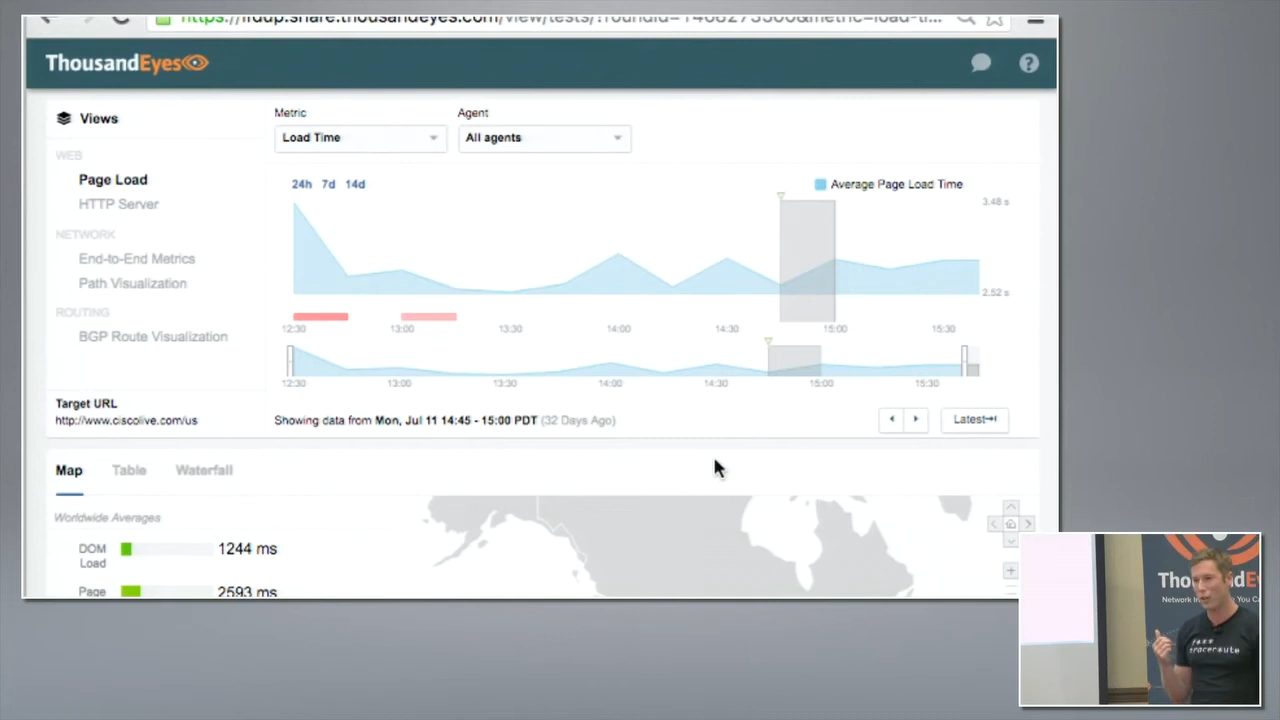 ThousandEyes
Views
WEB
Page Load
HTTP Server
NETWORK
End-to-End Metrics
Path Visualization
ROUTING
BGP Route Visualization
Target URL
http://www.ciscolive.com/us
Metric
Agent
Load Time
All agents
24h 7d 14d
Average Page Load Time
3.48 s
2.52 s
12:30 13:00 13:30 14:00 14:30 15:00 15:30
12:30 13:00 13:30 14:00 14:30 15:00 15:30
Showing data from Mon, Jul 11 14:45 - 15:00 PDT (32 Days Ago)
Latest
Map Table Waterfall
Worldwide Averages
DOM Load
1244 ms
Page
2593 ms
traceroute